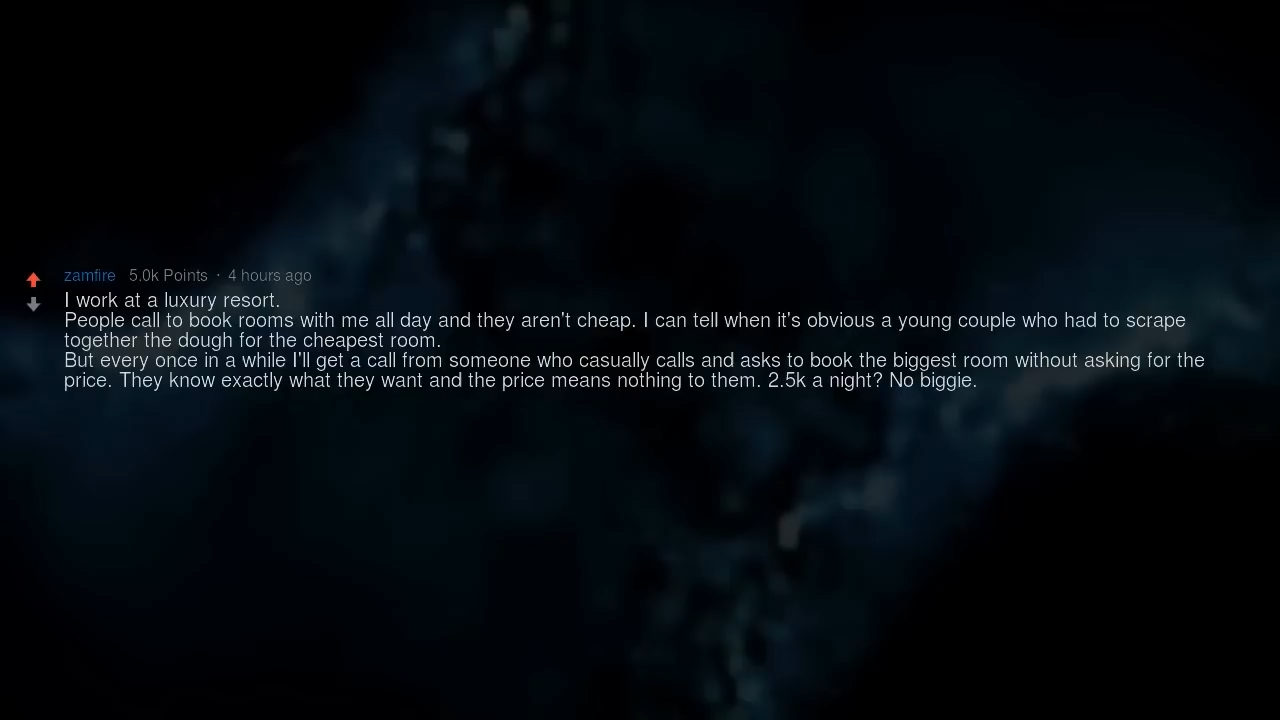 zamfire 5.0k Points · 4 hours ago
I work at a luxury resort.
People call to book rooms with me all day and they aren't cheap. I can tell when it's obvious a young couple who had to scrape
together the dough for the cheapest room.
But every once in a while I'll get a call from someone who casually calls and asks to book the biggest room without asking for the
price. They know exactly what they want and the price means nothing to them. 2.5k a night? No biggie.